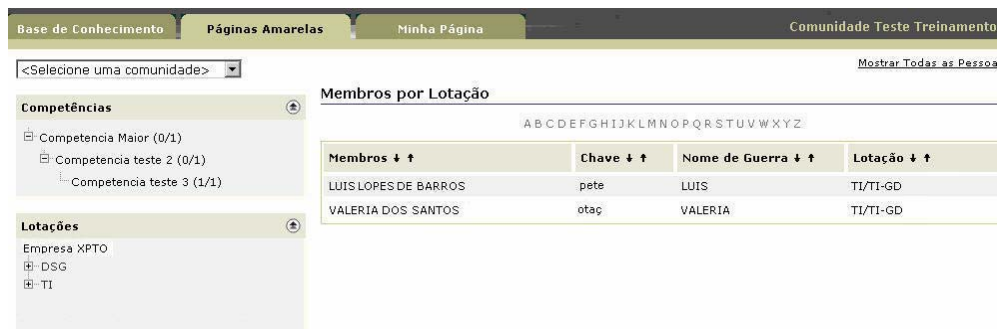 Base de Conhecimento Páginas Amarelas Minha Página Comunidade Teste Treinamento
<Selecione uma comunidade> Mostrar Todas as Pessoa
Competências
Competencia Maior (0/1)
Competencia teste 2 (0/1)
Competencia teste 3 (1/1)
Lotações
Empresa XPTO
DSG
TI
Membros por Lotação
A B C D E F G H I J K L M N O P Q R S T U V W X Y Z
Membros Chave Nome de Guerra Lotação
LUIS LOPES DE BARROS pete LUIS TI/TI-GD
VALERIA DOS SANTOS otaç VALERIA TI/TI-GD